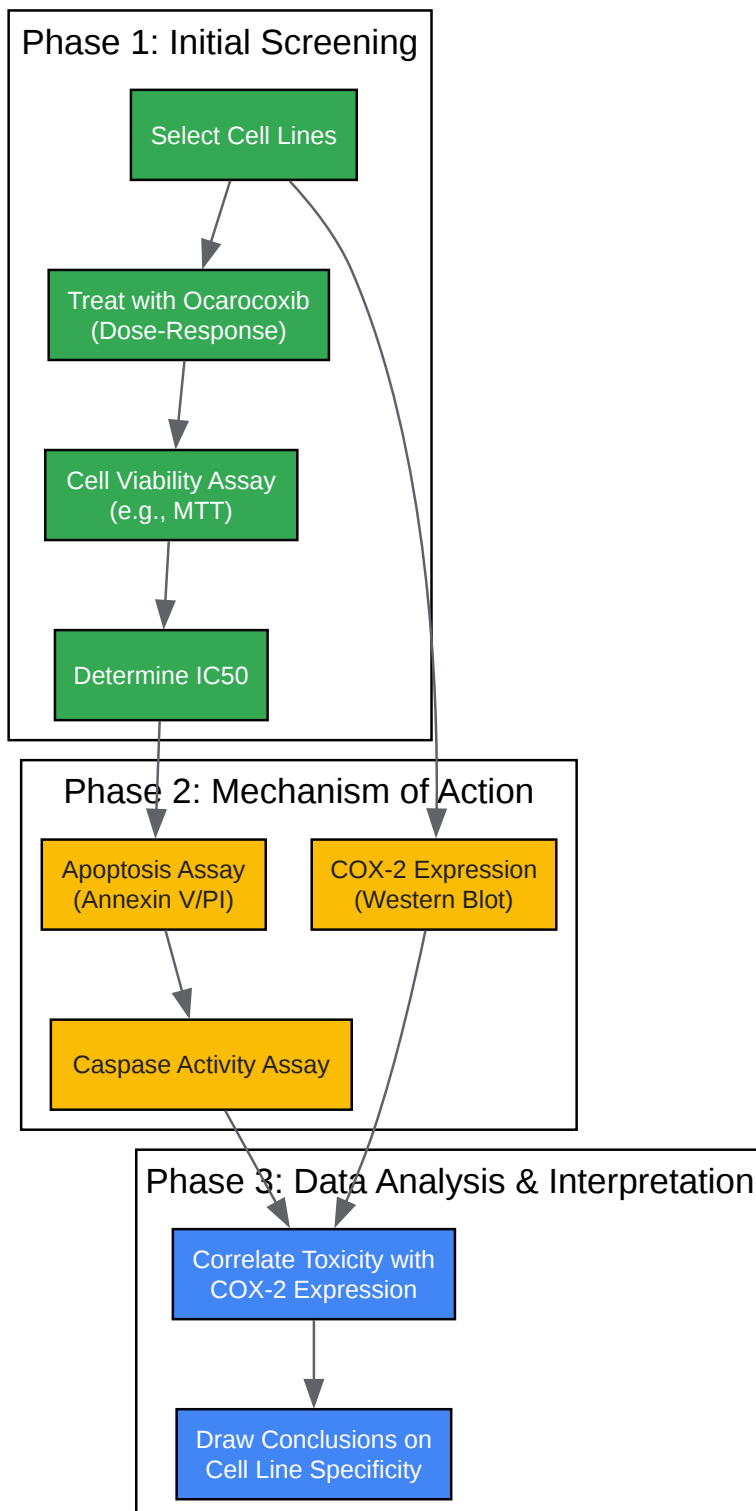 Phase 1: Initial Screening
Select Cell Lines
Treat with Ocarocoxib
(Dose-Response)
Cell Viability Assay
(e.g., MTT)
Determine IC50
Phase 2: Mechanism of Action
Apoptosis Assay
(Annexin V/PI)
COX-2 Expression
(Western Blot)
Caspase Activity Assay
Phase 3: Data Analysis & Interpretation
Correlate Toxicity with
COX-2 Expression
Draw Conclusions on
Cell Line Specificity